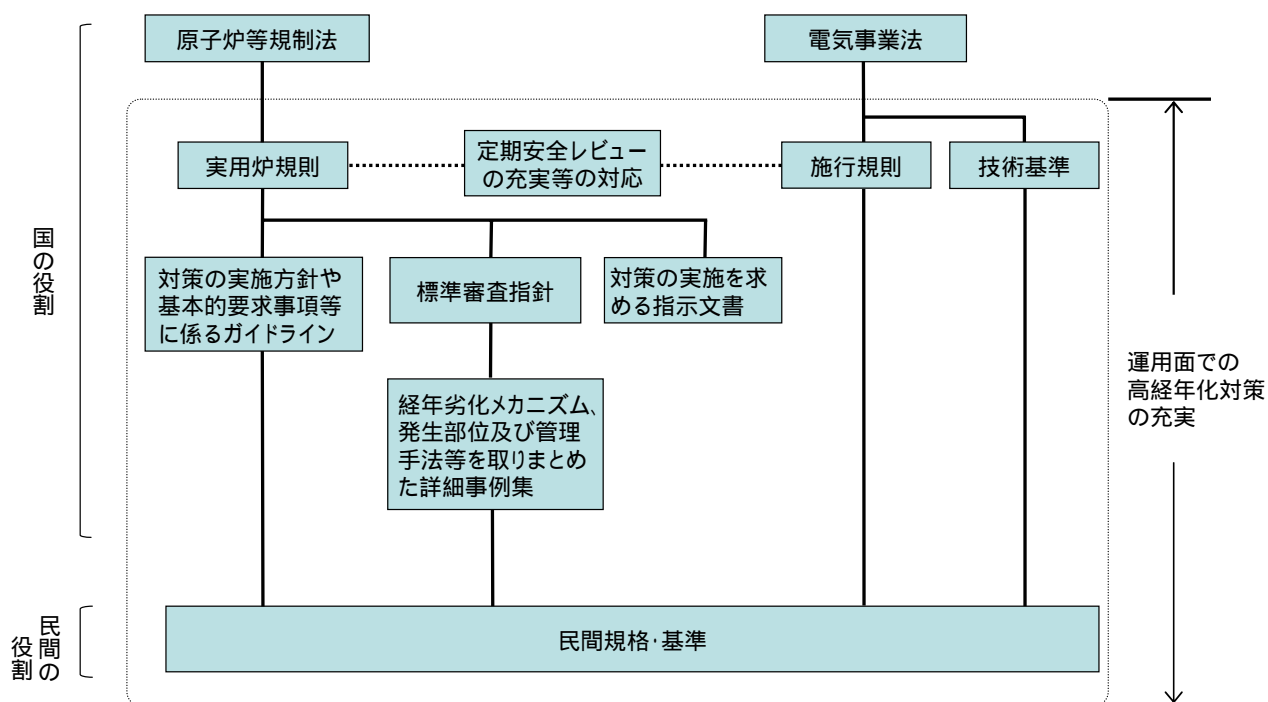 原子炉等規制法
電気事業法
実用炉規則
定期安全レビュー
の充実等の対応
施行規則
技術基準
国の役割
対策の実施方針や
基本的要求事項等
に係るガイドライン
標準審査指針
対策の実施を求
める指示文書
運用面での
高経年化対策
の充実
経年劣化メカニズム、
発生部位及び管理
手法等を取りまとめ
た詳細事例集
民間の
役割
民間規格・基準